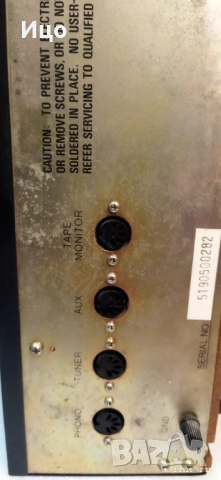 Ицо
CAUTION: TO PREVENT ELECTR
OR REMOVE SCREWS, OR
NO
SOLDERED IN PLACE. NO USER-
REFER SERVICING TO QUALIFIED
TAPE
MONITOR
AUX
TUNER
PHONO
GND
SERIAL NO
5190500282
bazar